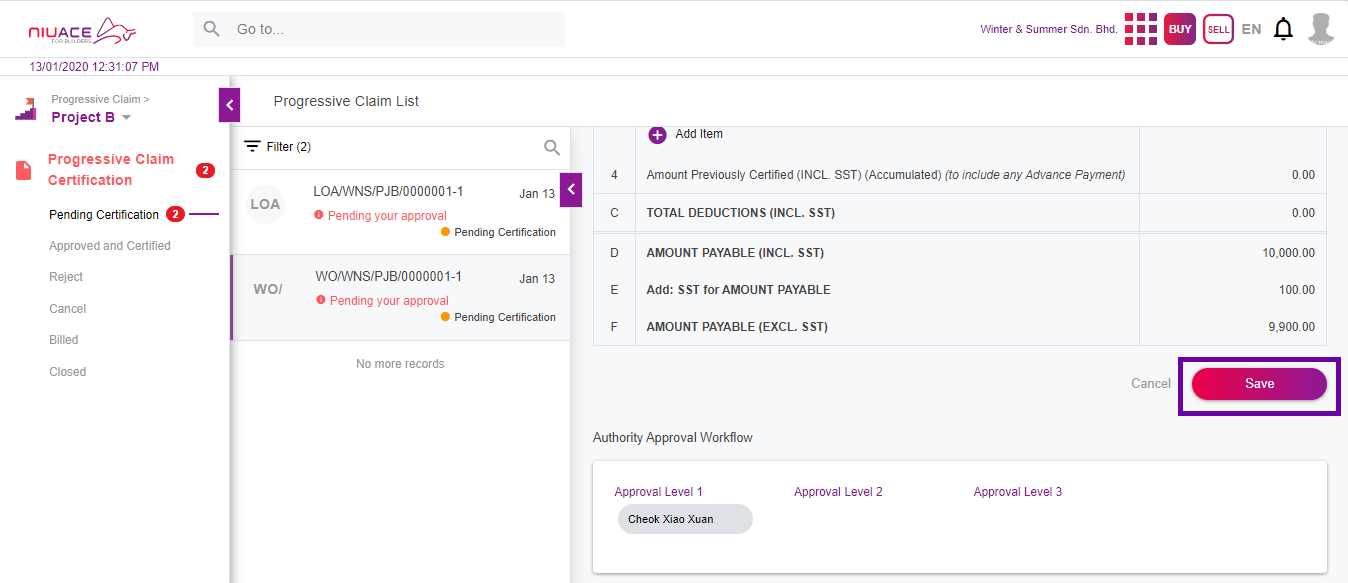 NIUACE
FOR BUILDERS
Go to...
Winter & Summer Sdn. Bhd.
BUY
SELL
EN
13/01/2020 12:31:07 PM
Progressive Claim >
Project B
Progressive Claim
Certification
2
Pending Certification 2
Approved and Certified
Reject
Cancel
Billed
Closed
Progressive Claim List
Filter (2)
LOA
LOA/WNS/PJB/0000001-1
Jan 13
Pending your approval
Pending Certification
WO/
WO/WNS/PJB/0000001-1
Jan 13
Pending your approval
Pending Certification
No more records
Add Item
4 Amount Previously Certified (INCL. SST) (Accumulated) (to include any Advance Payment) 0.00
C TOTAL DEDUCTIONS (INCL. SST) 0.00
D AMOUNT PAYABLE (INCL. SST) 10,000.00
E Add: SST for AMOUNT PAYABLE 100.00
F AMOUNT PAYABLE (EXCL. SST) 9,900.00
Cancel Save
Authority Approval Workflow
Approval Level 1 Approval Level 2 Approval Level 3
Cheok Xiao Xuan